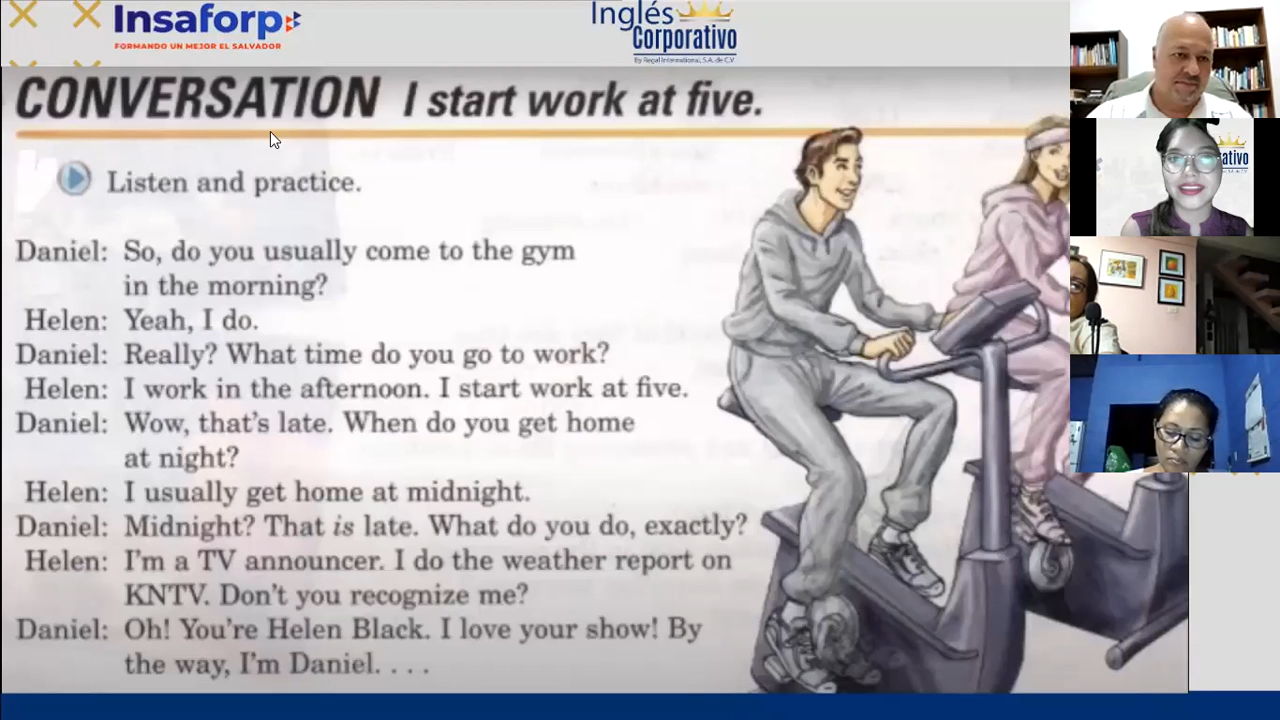 Insaforp
FORMANDO UN MEJOR EL SALVADOR
Inglés
Corporativo
By Regal International, S.A. de C.V
CONVERSATION I start work at five.
Listen and practice.
Daniel: So, do you usually come to the gym
in the morning?
Helen: Yeah, I do.
Daniel: Really? What time do you go to work?
Helen: I work in the afternoon. I start work at five.
Daniel: Wow, that's late. When do you get home
at night?
Helen: I usually get home at midnight.
Daniel: Midnight? That is late. What do you do, exactly?
Helen: I'm a TV announcer. I do the weather report on
KNTV. Don't you recognize me?
Daniel: Oh! You're Helen Black. I love your show! By
the way, I'm Daniel. . . .